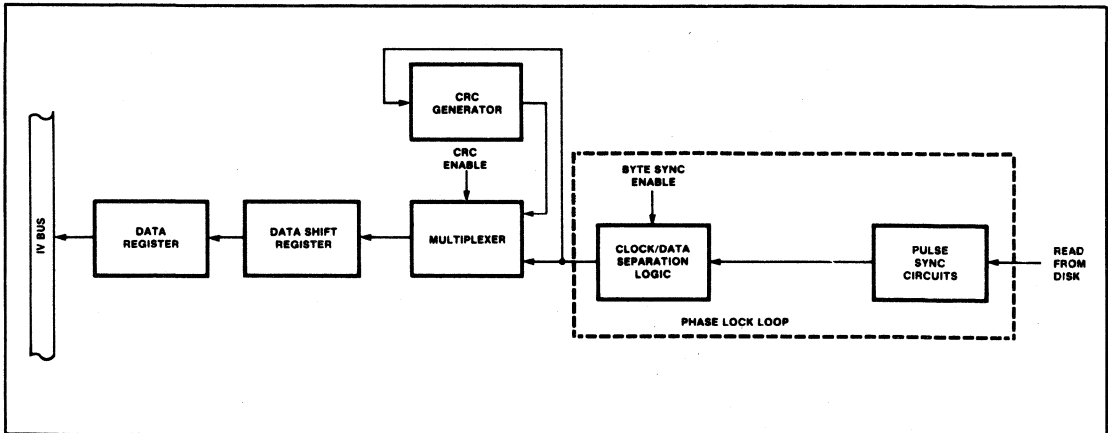 CRC
GENERATOR
CRC
ENABLE
BYTE SYNC
ENABLE
IV BUS
DATA
REGISTER
DATA SHIFT
REGISTER
MULTIPLEXER
CLOCK/DATA
SEPARATION
LOGIC
PULSE
SYNC
CIRCUITS
READ
FROM
DISK
PHASE LOCK LOOP